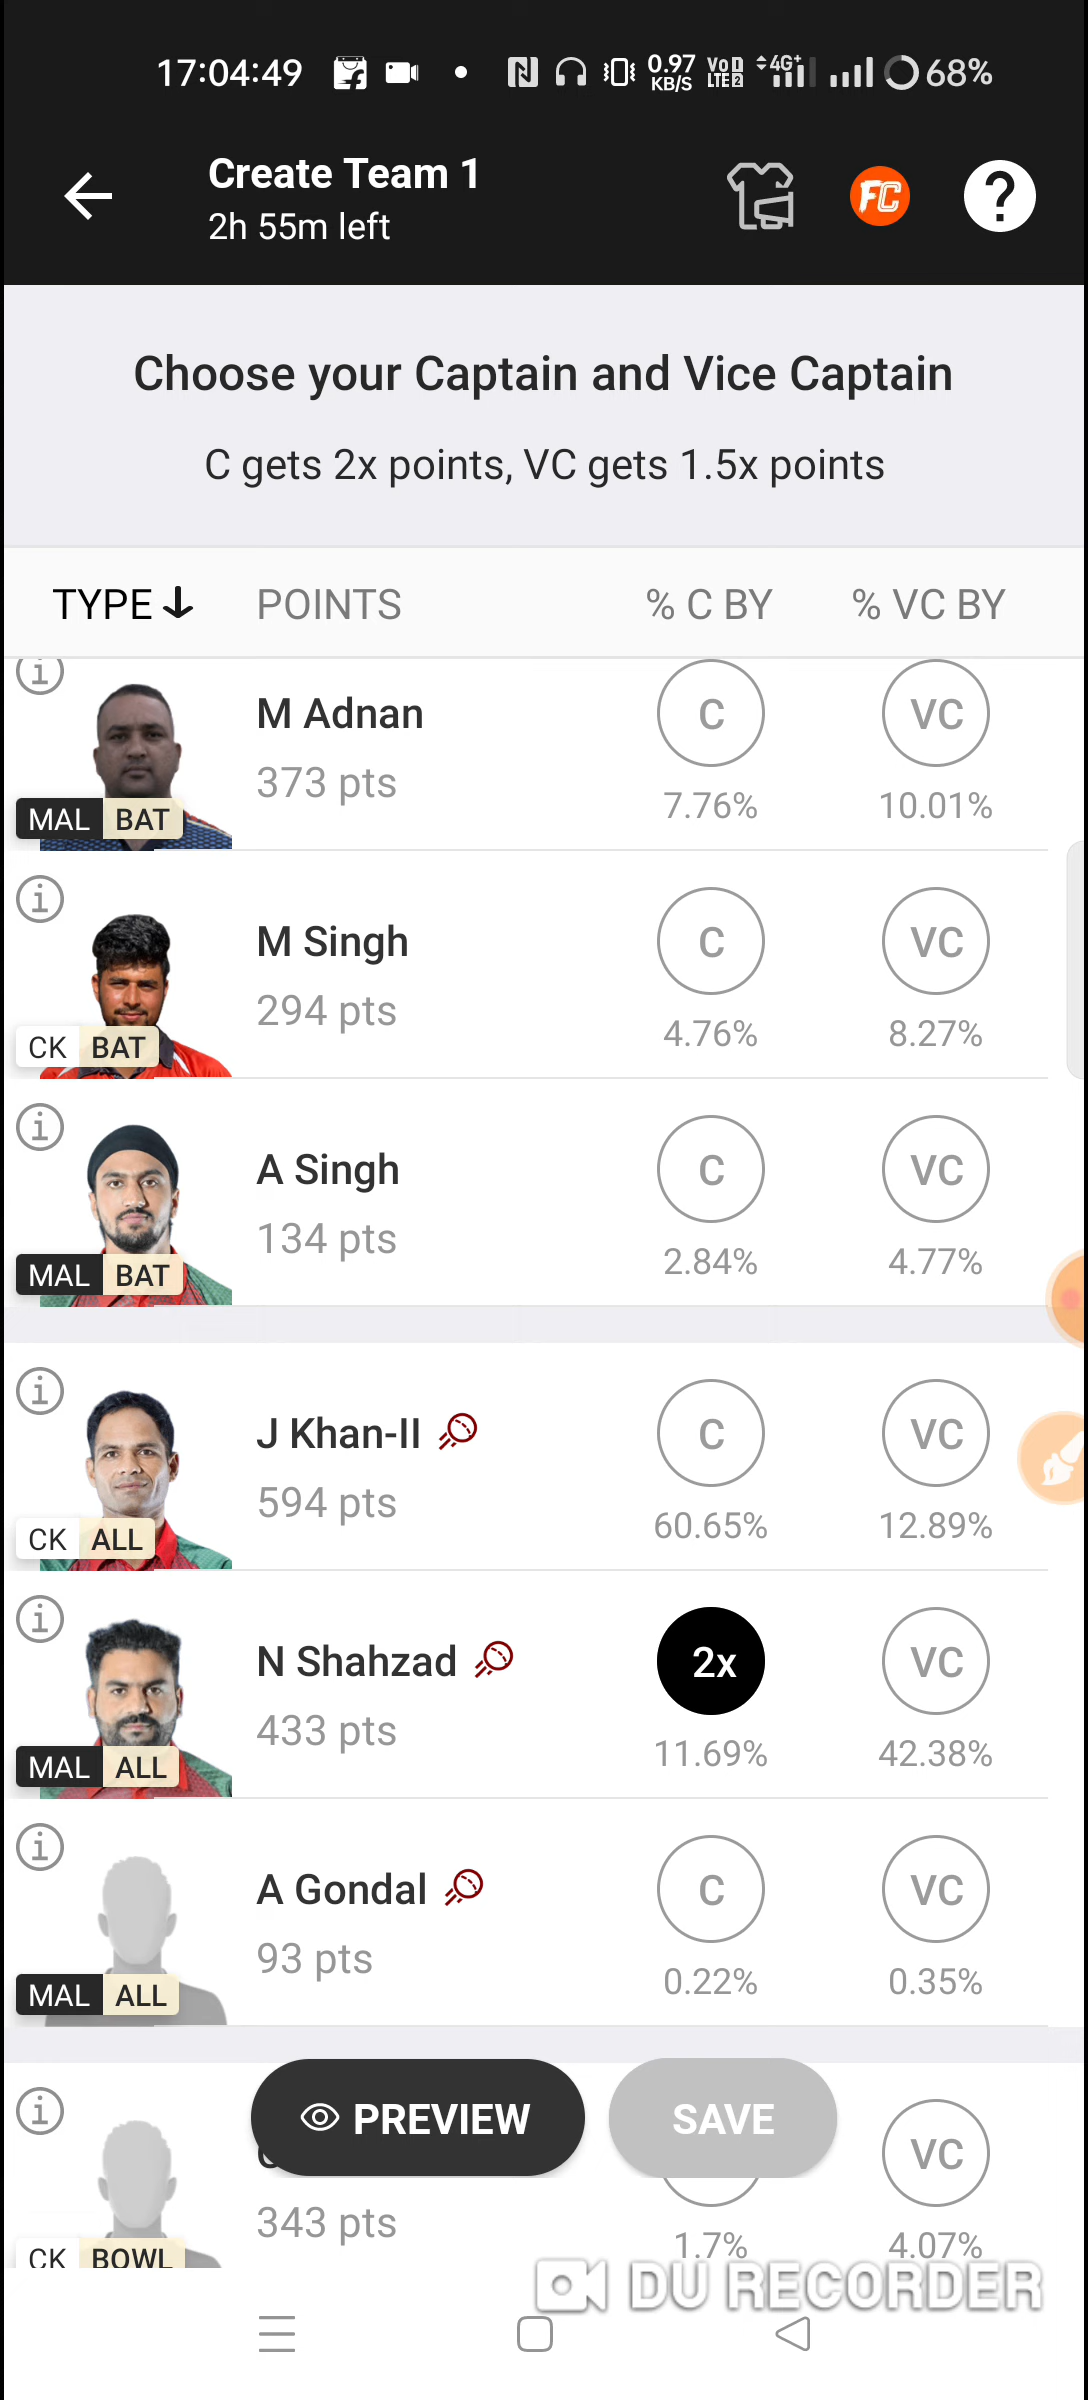 17:04:49 0.97 KB/S VoD LTE2 4G+ 68%
Create Team 1
2h 55m left
FC
?
Choose your Captain and Vice Captain
C gets 2x points, VC gets 1.5x points
TYPE POINTS % C BY % VC BY
M Adnan C VC
373 pts 7.76% 10.01%
MAL BAT
M Singh C VC
294 pts 4.76% 8.27%
CK BAT
A Singh C VC
134 pts 2.84% 4.77%
MAL BAT
J Khan-II C VC
594 pts 60.65% 12.89%
CK ALL
N Shahzad 2x VC
433 pts 11.69% 42.38%
MAL ALL
A Gondal C VC
93 pts 0.22% 0.35%
MAL ALL
PREVIEW SAVE VC
343 pts 1.7% 4.07%
CK BOWL
DU RECORDER